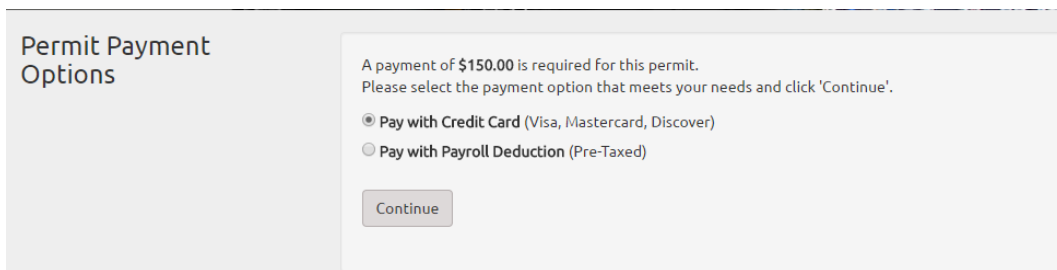 Permit Payment
Options
A payment of $150.00 is required for this permit.
Please select the payment option that meets your needs and click 'Continue'.
Pay with Credit Card (Visa, Mastercard, Discover)
Pay with Payroll Deduction (Pre-Taxed)
Continue